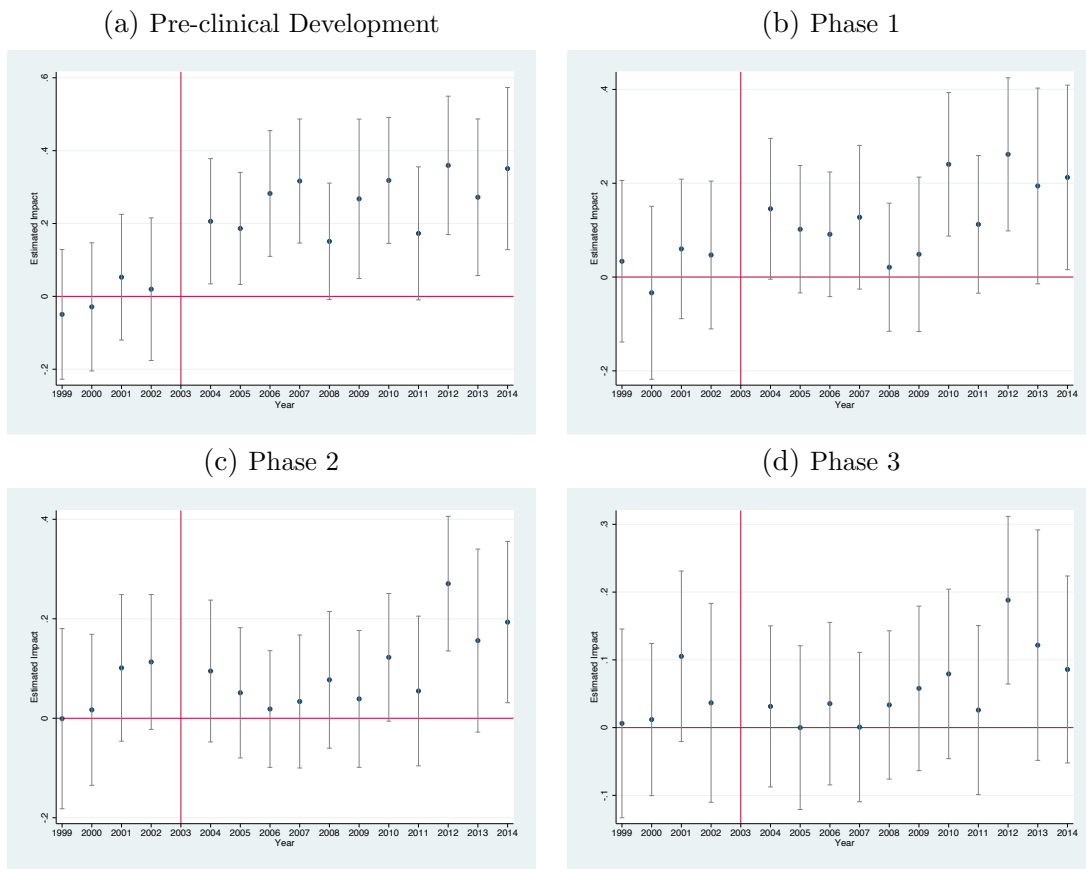 (a) Pre-clinical Development
.6
.4
.2
0
-.2
Estimated Impact
1999 2000 2001 2002 2003 2004 2005 2006 2007 2008 2009 2010 2011 2012 2013 2014
Year
(b) Phase 1
.4
.2
0
-.2
Estimated Impact
1999 2000 2001 2002 2003 2004 2005 2006 2007 2008 2009 2010 2011 2012 2013 2014
Year
(c) Phase 2
.4
.2
0
-.2
Estimated Impact
1999 2000 2001 2002 2003 2004 2005 2006 2007 2008 2009 2010 2011 2012 2013 2014
Year
(d) Phase 3
.3
.2
.1
0
-.1
Estimated Impact
1999 2000 2001 2002 2003 2004 2005 2006 2007 2008 2009 2010 2011 2012 2013 2014
Year